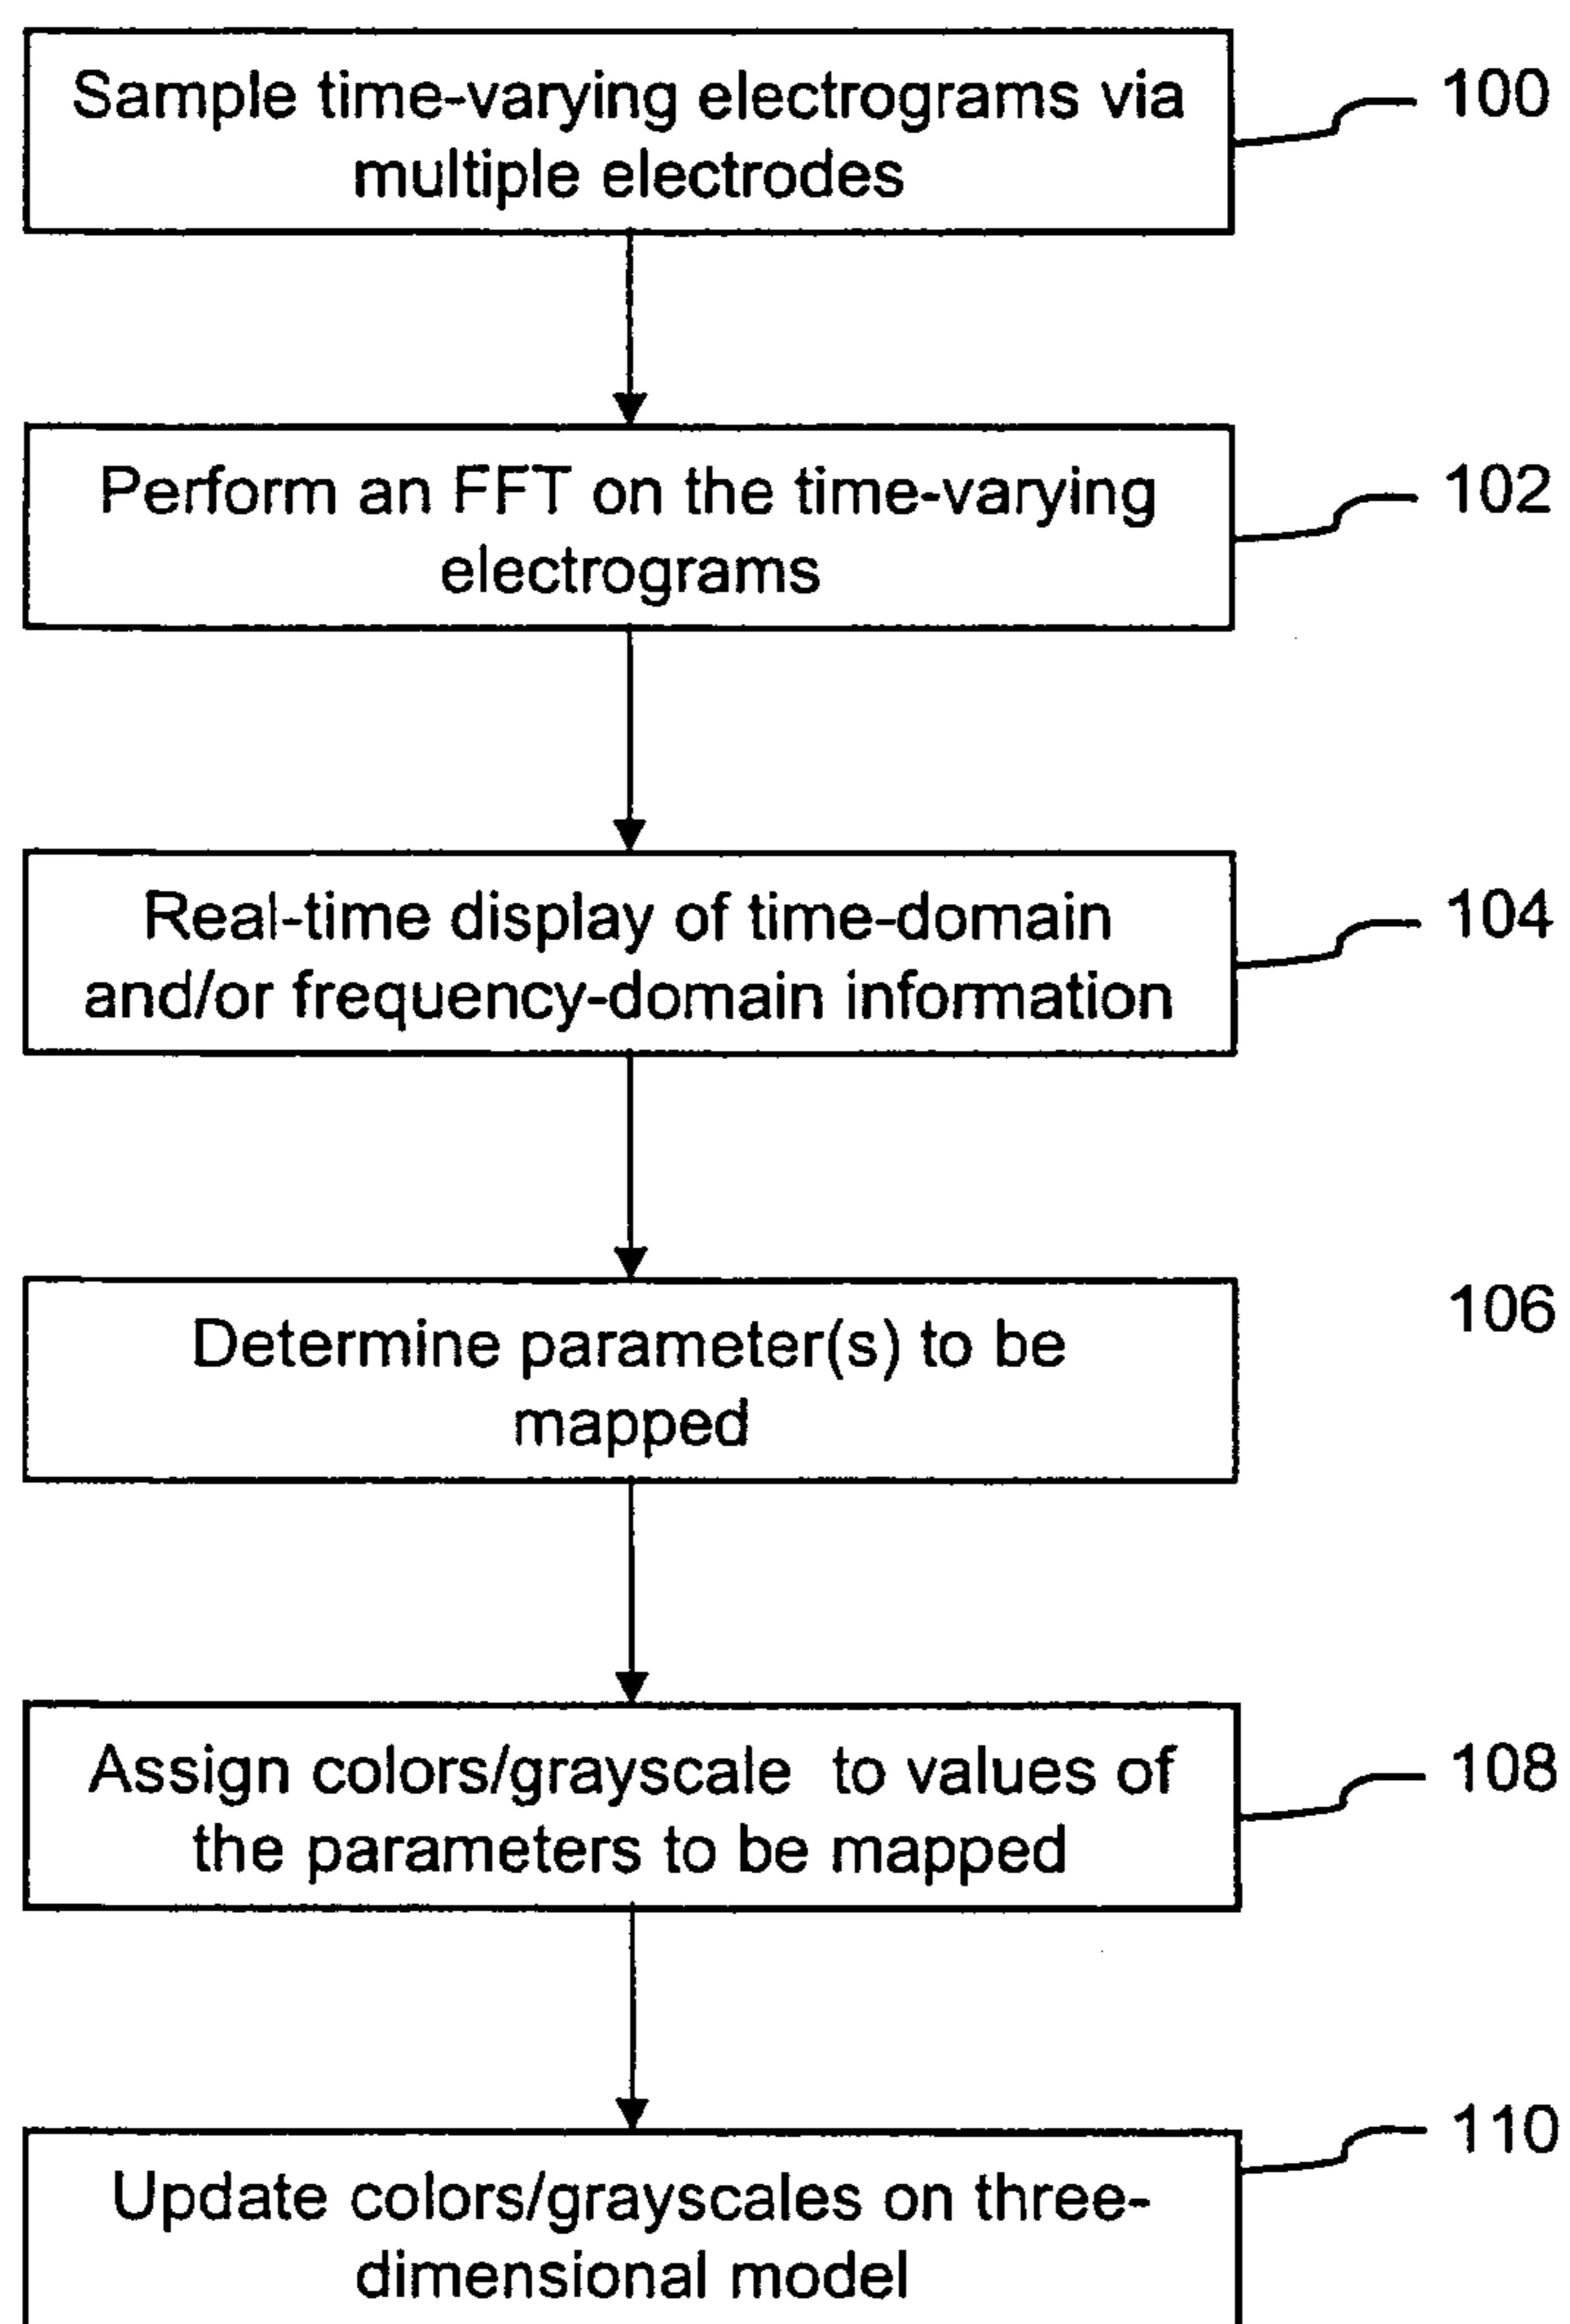 Sample time-varying electrograms via
multiple electrodes
100
Perform an FFT on the time-varying
electrograms
102
Real-time display of time-domain
and/or frequency-domain information
104
Determine parameter(s) to be
mapped
106
Assign colors/grayscale to values of
the parameters to be mapped
108
Update colors/grayscales on three-
dimensional model
110